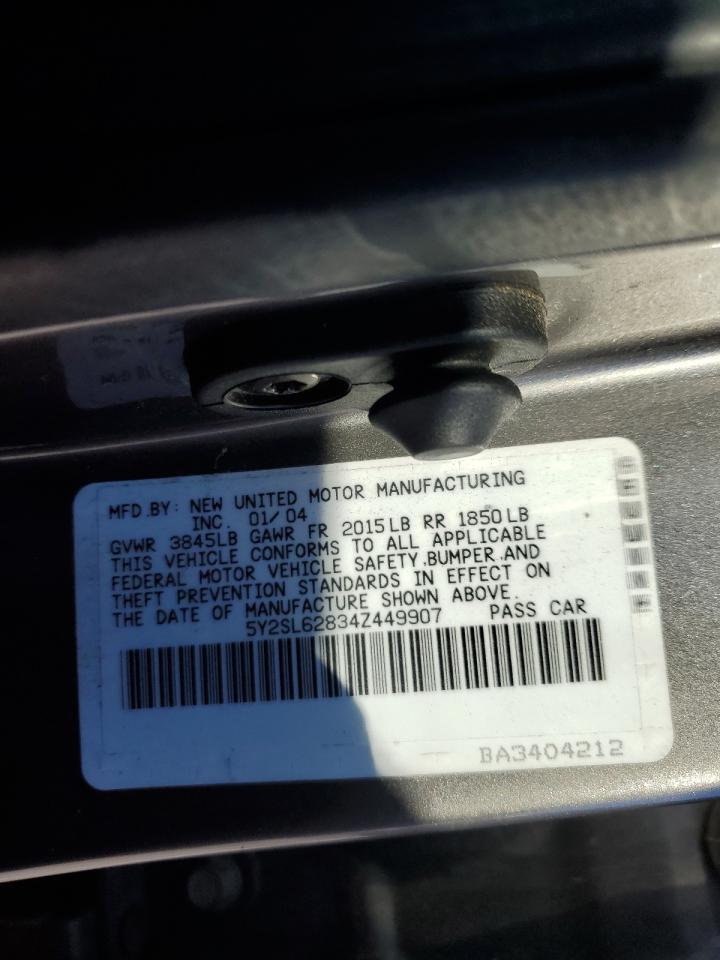 MFD.BY: NEW UNITED MOTOR MANUFACTURING
INC. 01/04
GVWR 3845LB GAWR FR 2015LB RR 1850LB
THIS VEHICLE CONFORMS TO ALL APPLICABLE
FEDERAL MOTOR VEHICLE SAFETY,BUMPER,AND
THEFT PREVENTION STANDARDS IN EFFECT ON
THE DATE OF MANUFACTURE SHOWN ABOVE.
5Y2SL62834Z449907 PASS CAR
BA3404212